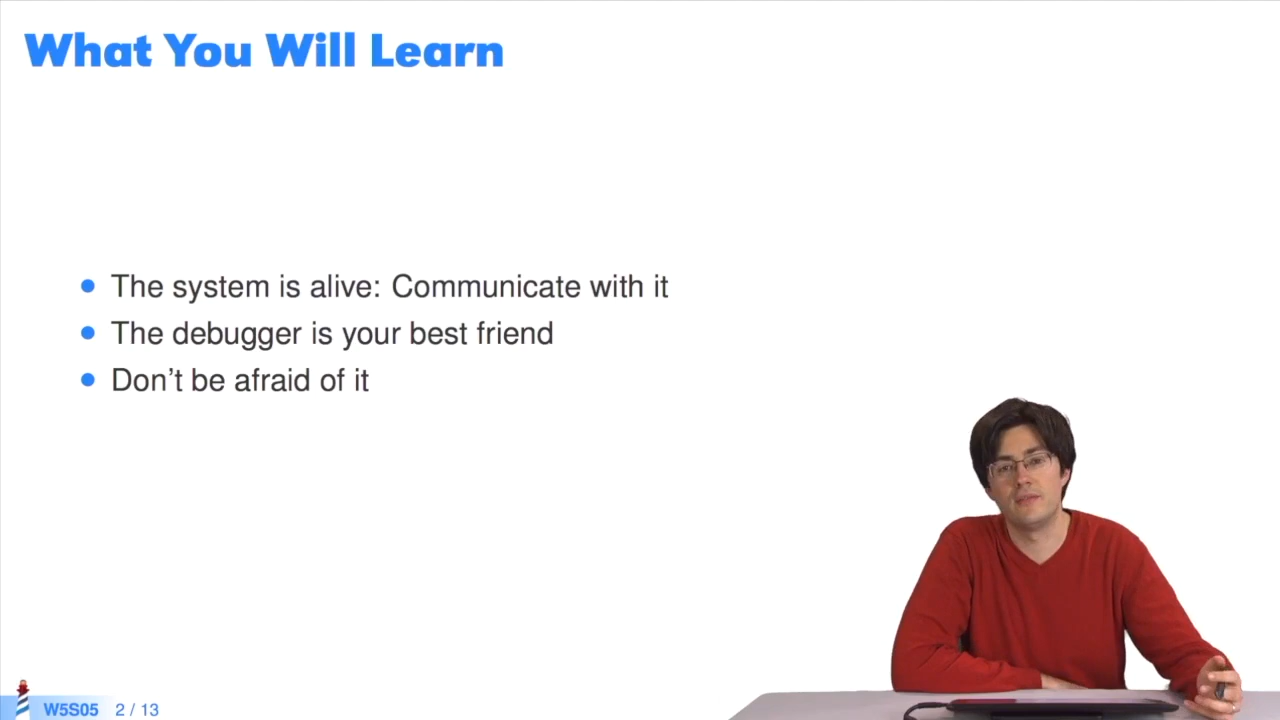 What You Will Learn
The system is alive: Communicate with it
The debugger is your best friend
Don't be afraid of it
W5S05 2 / 13